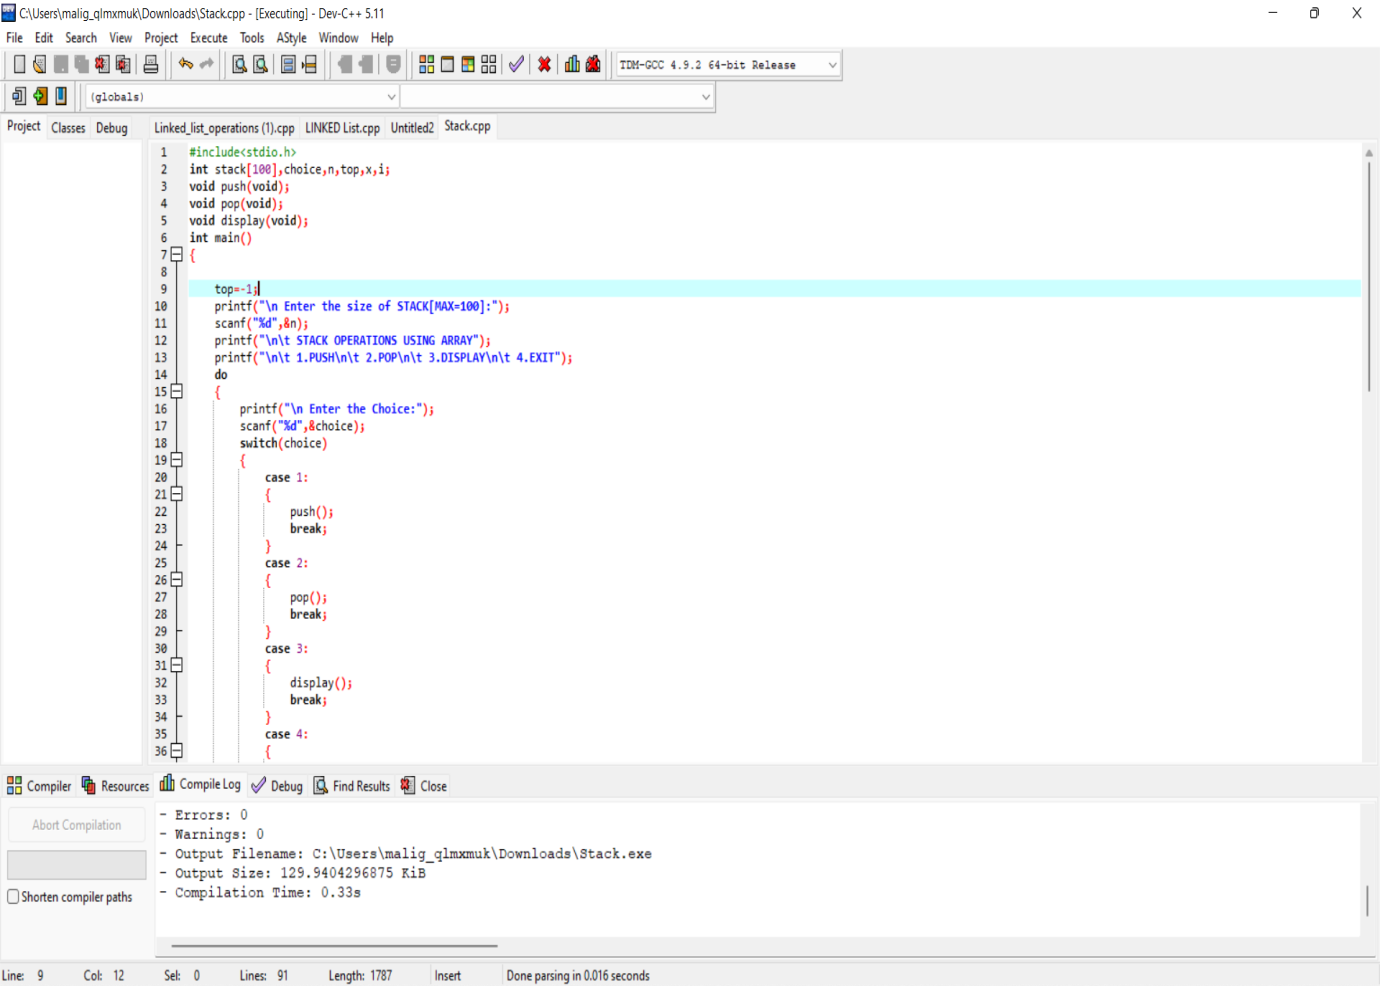 C:\Users\malig_qlmxmuk\Downloads\Stack.cpp - [Executing] - Dev-C++ 5.11
File Edit Search View Project Execute Tools AStyle Window Help
TDM-GCC 4.9.2 64-bit Release
(globals)
Project Classes Debug
Linked_list_operations (1).cpp LINKED List.cpp Untitled2 Stack.cpp
1 #include<stdio.h>
2 int stack[100],choice,n,top,x,i;
3 void push(void);
4 void pop(void);
5 void display(void);
6 int main()
7 {
8
9 top=-1;
10 printf("\n Enter the size of STACK[MAX=100]:");
11 scanf("%d",&n);
12 printf("\n\t STACK OPERATIONS USING ARRAY");
13 printf("\n\t 1.PUSH\n\t 2.POP\n\t 3.DISPLAY\n\t 4.EXIT");
14 do
15 {
16 printf("\n Enter the Choice:");
17 scanf("%d",&choice);
18 switch(choice)
19 {
20 case 1:
21 {
22 push();
23 break;
24 }
25 case 2:
26 {
27 pop();
28 break;
29 }
30 case 3:
31 {
32 display();
33 break;
34 }
35 case 4:
36 {
Compiler Resources Compile Log Debug Find Results Close
Abort Compilation
Shorten compiler paths
- Errors: 0
- Warnings: 0
- Output Filename: C:\Users\malig_qlmxmuk\Downloads\Stack.exe
- Output Size: 129.9404296875 KiB
- Compilation Time: 0.33s
Line: 9 Col: 12 Sel: 0 Lines: 91 Length: 1787 Insert Done parsing in 0.016 seconds